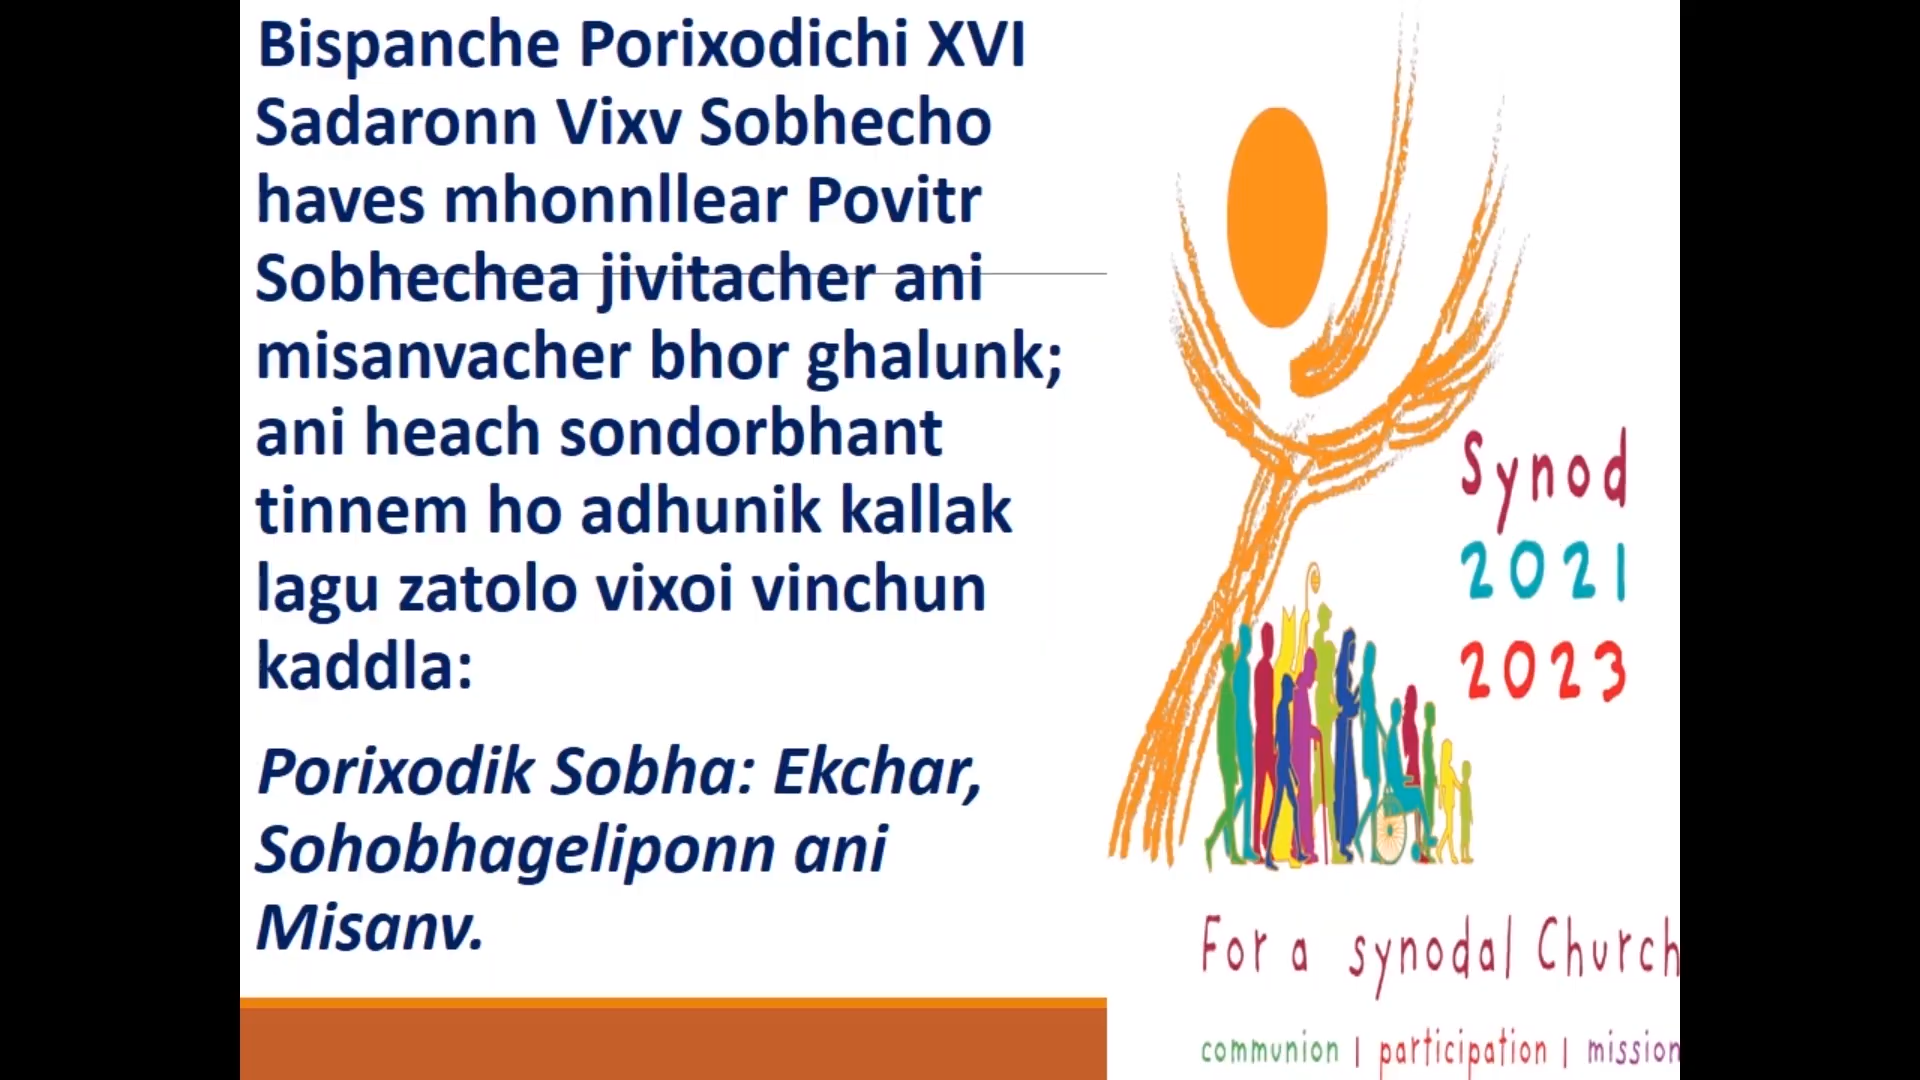 Bispanche Porixodichi XVI
Sadaronn Vixv Sobhecho
haves mhonnllear Povitr
Sobhechea jivitacher ani
misanvacher bhor ghalunk;
ani heach sondorbhant
tinnem ho adhunik kallak
lagu zatolo vixoi vinchun
kaddla:
Porixodik Sobha: Ekchar,
Sohobhageliponn ani
Misanv.
Synod
2021
2023
For a synodal Church
communion | participation | mission